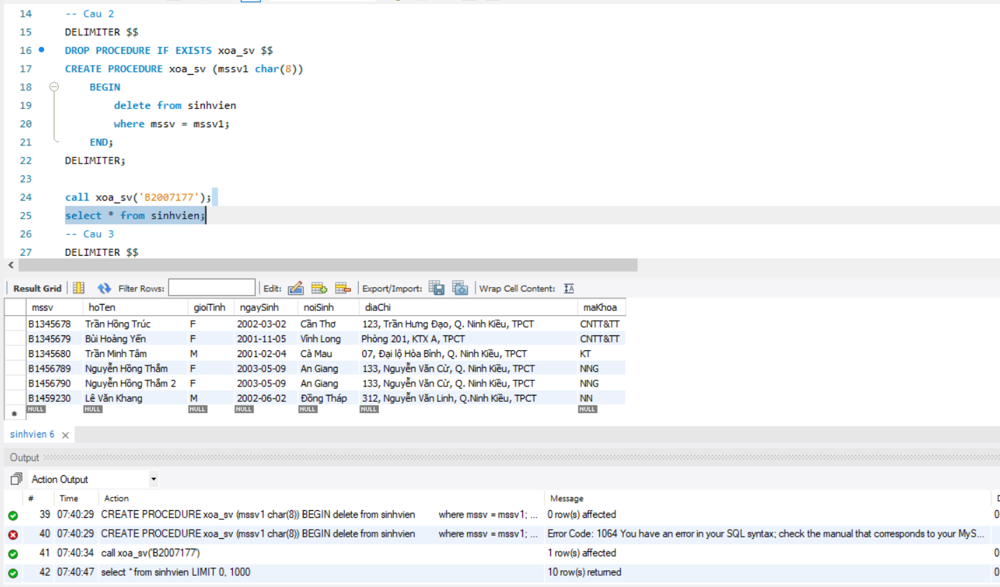 14 -- Cau 2
15 DELIMITER $$
16 DROP PROCEDURE IF EXISTS xoa_sv $$
17 CREATE PROCEDURE xoa_sv (mssv1 char(8))
18 BEGIN
19 delete from sinhvien
20 where mssv = mssv1;
21 END;
22 DELIMITER;
23
24 call xoa_sv('B2007177');
25 select * from sinhvien;
26 -- Cau 3
27 DELIMITER $$
Result Grid Filter Rows: Edit: Export/Import: Wrap Cell Content: IA
mssv hoTen gioiTinh ngaySinh noiSinh diaChi maKhoa
B1345678 Trần Hồng Trúc F 2002-03-02 Cần Thơ 123, Trần Hưng Đạo, Q. Ninh Kiều, TPCT CNTT&TT
B1345679 Bùi Hoàng Yến F 2001-11-05 Vĩnh Long Phòng 201, KTX A, TPCT CNTT&TT
B1345680 Trần Minh Tâm M 2001-02-04 Cà Mau 07, Đại lộ Hòa Bình, Q. Ninh Kiều, TPCT KT
B1456789 Nguyễn Hồng Thắm F 2003-05-09 An Giang 133, Nguyễn Văn Cừ, Q. Ninh Kiều, TPCT NNG
B1456790 Nguyễn Hồng Thắm 2 F 2003-05-09 An Giang 133, Nguyễn Văn Cừ, Q. Ninh Kiều, TPCT NNG
B1459230 Lê Văn Khang M 2002-06-02 Đồng Tháp 312, Nguyễn Văn Linh, Q.Ninh Kiều, TPCT NN
NULL NULL NULL NULL NULL NULL NULL
sinhvien 6
Output
Action Output
# Time Action Message
39 07:40:29 CREATE PROCEDURE xoa_sv (mssv1 char(8)) BEGIN delete from sinhvien where mssv = mssv1; ... 0 row(s) affected 0
40 07:40:29 CREATE PROCEDURE xoa_sv (mssv1 char(8)) BEGIN delete from sinhvien where mssv = mssv1; ... Error Code: 1064 You have an error in your SQL syntax; check the manual that corresponds to your MyS...
41 07:40:34 call xoa_sv('B2007177') 1 row(s) affected 0
42 07:40:47 select * from sinhvien LIMIT 0, 1000 10 row(s) returned 0